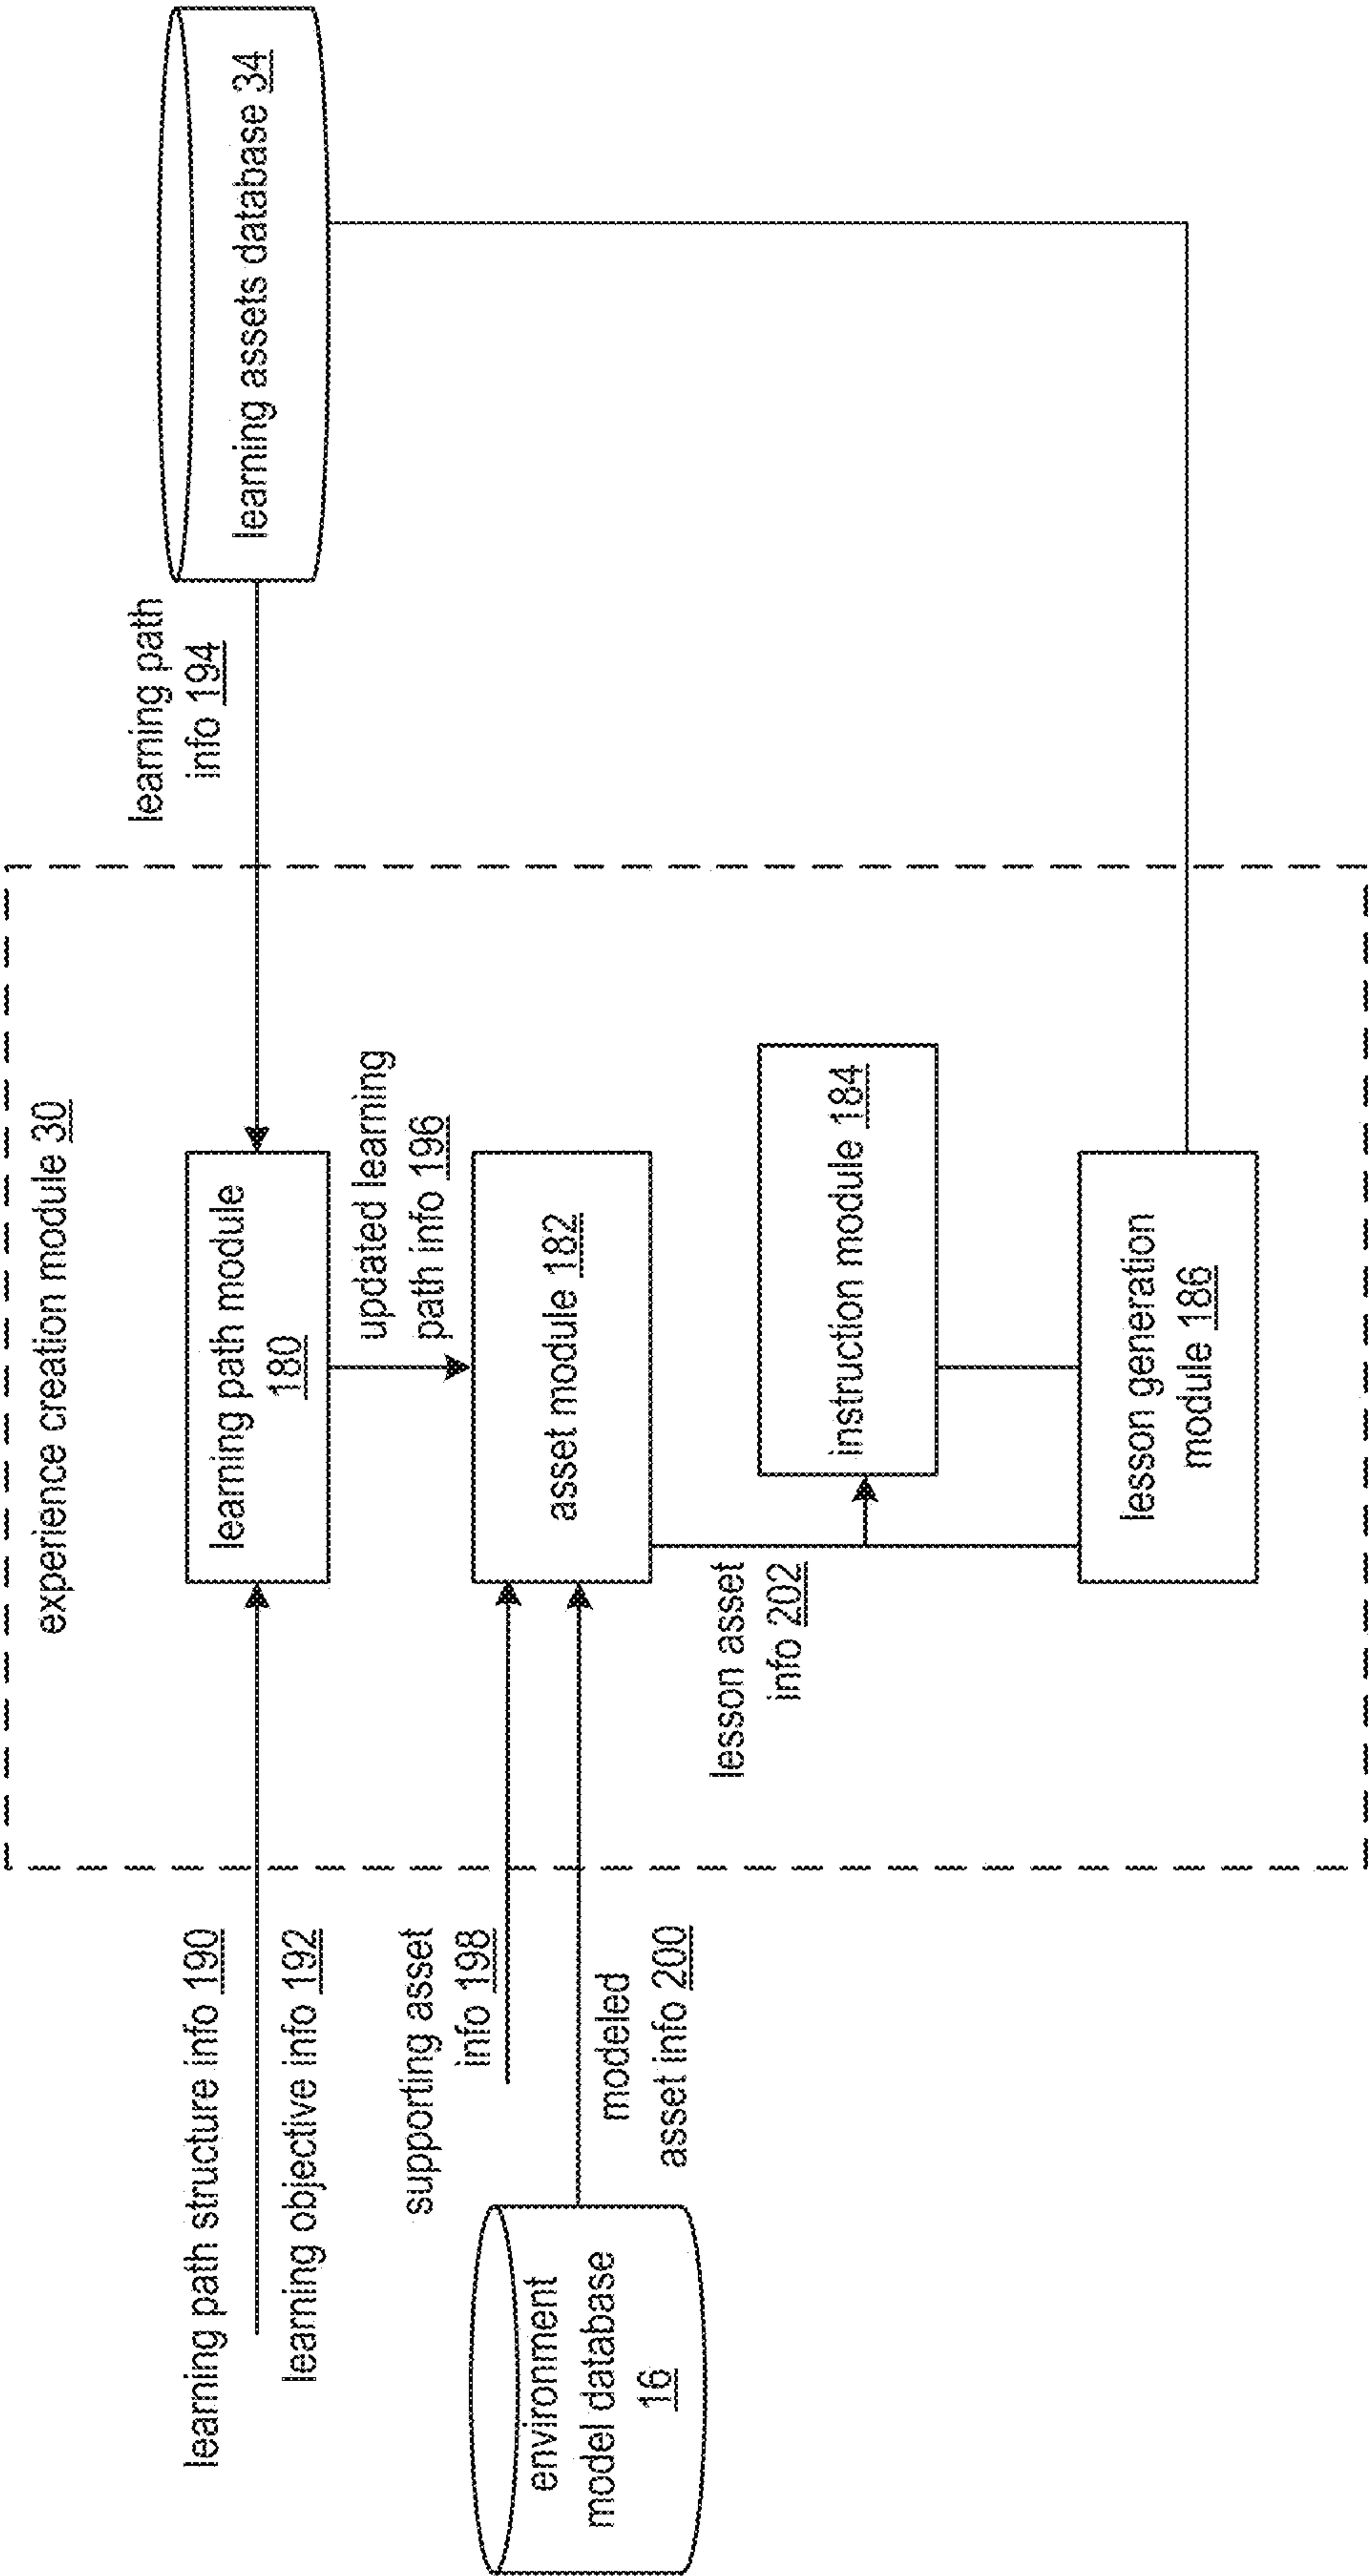 experience creation module 30
learning path structure info 190
learning objective info 192
learning path module
180
learning path
info 194
learning assets database 34
updated learning
path info 196
supporting asset
info 198
environment
model database
16
modeled
asset info 200
asset module 182
lesson asset
info 202
instruction module 184
lesson generation
module 186